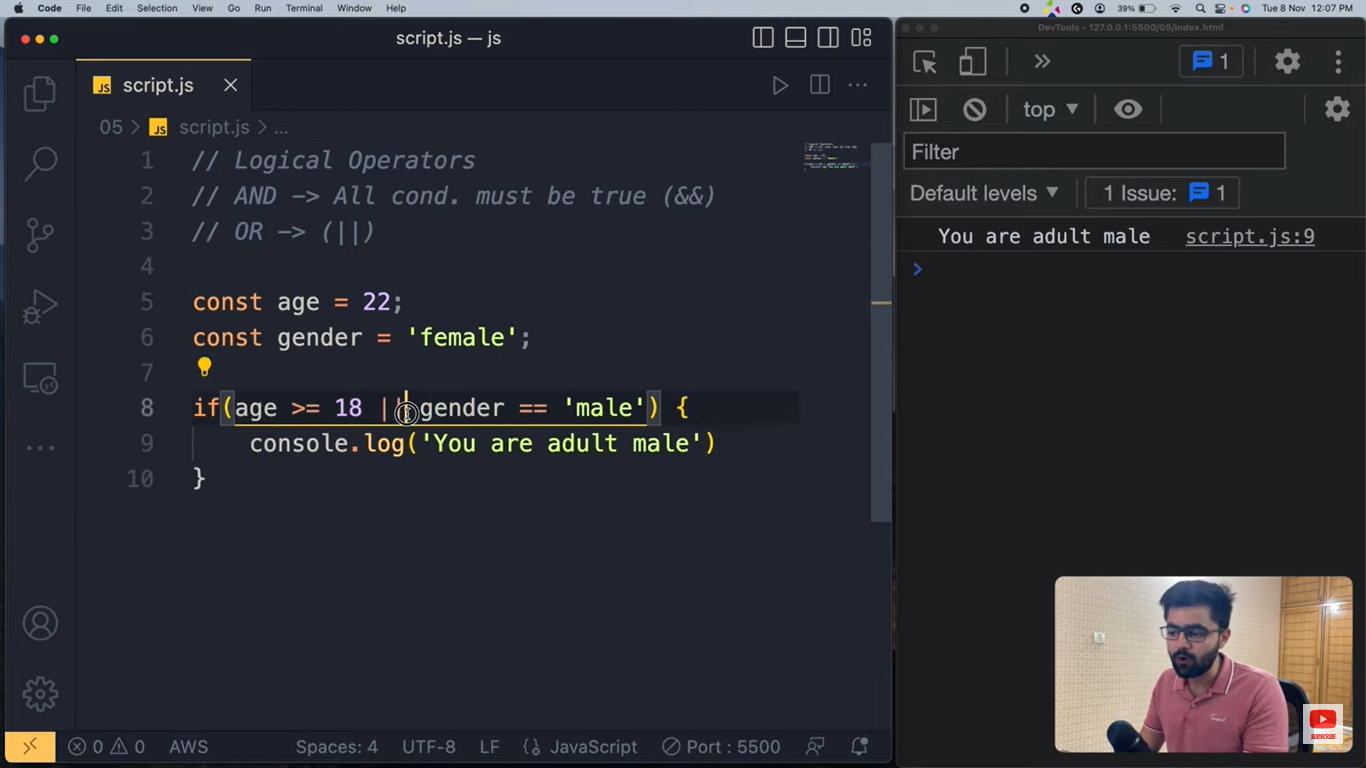 Code File Edit Selection View Go Run Terminal Window Help 39% Tue 8 Nov 12:07 PM
script.js — js
DevTools - 127.0.0.1:5500/05/index.html
JS script.js
1
05 > JS script.js > ...
top
Filter
Default levels
1 Issue: 1
You are adult male script.js:9
1 // Logical Operators
2 // AND -> All cond. must be true (&&)
3 // OR -> (||)
4
5 const age = 22;
6 const gender = 'female';
7
8 if(age >= 18 || gender == 'male') {
9 console.log('You are adult male')
10 }
SUBSCRIBE
0 0 AWS Spaces: 4 UTF-8 LF {} JavaScript Port : 5500